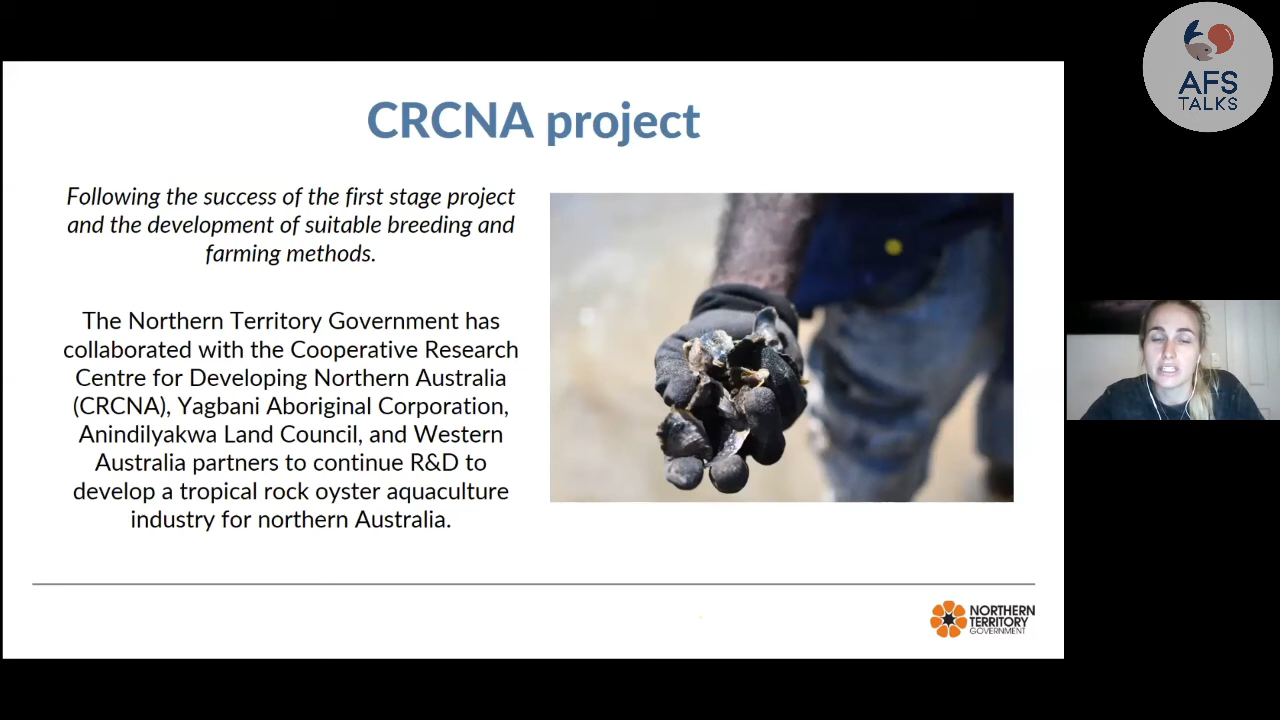 AFS
TALKS
CRCNA project
Following the success of the first stage project
and the development of suitable breeding and
farming methods.
The Northern Territory Government has
collaborated with the Cooperative Research
Centre for Developing Northern Australia
(CRCNA), Yagbani Aboriginal Corporation,
Anindilyakwa Land Council, and Western
Australia partners to continue R&D to
develop a tropical rock oyster aquaculture
industry for northern Australia.
NORTHERN
TERRITORY
GOVERNMENT